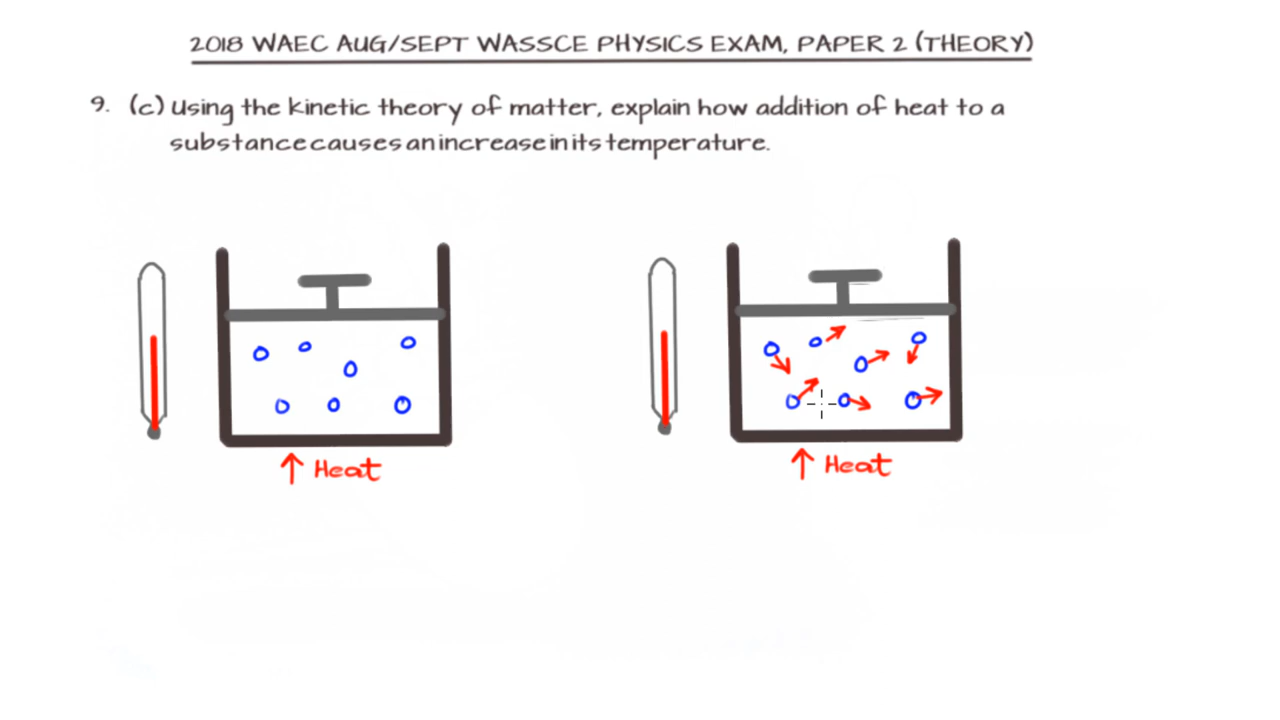 2018 WAEC AUG/SEPT WASSCE PHYSICS EXAM, PAPER 2 (THEORY)
9. (c) Using the kinetic theory of matter, explain how addition of heat to a
substance causes an increase in its temperature.
↑ Heat
↑ Heat